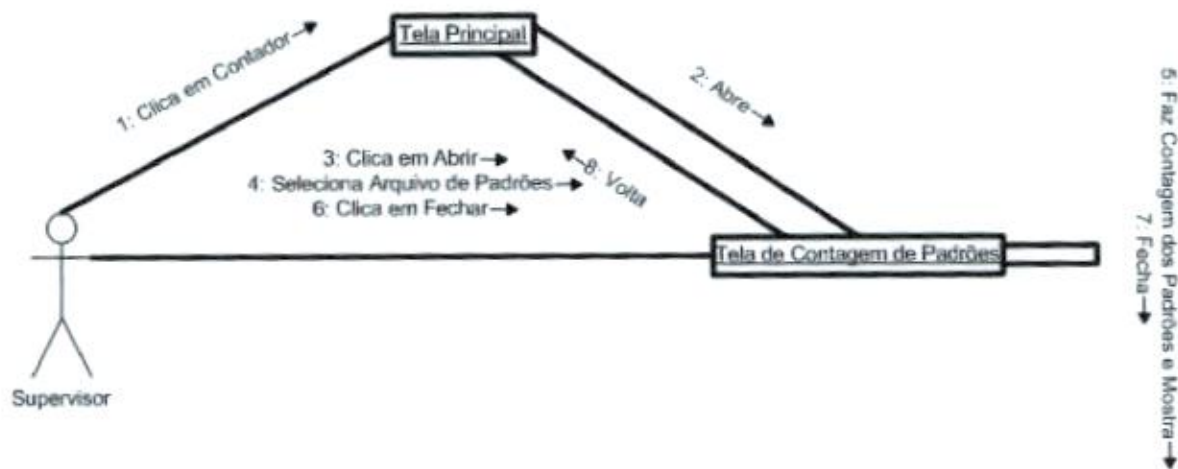 Tela Principal
1: Clica em Contador
2: Abre
3: Clica em Abrir
4: Seleciona Arquivo de Padrões
6: Clica em Fechar
8: Volta
Tela de Contagem de Padrões
5: Faz Contagem dos Padrões e Mostra
7: Fecha
Supervisor